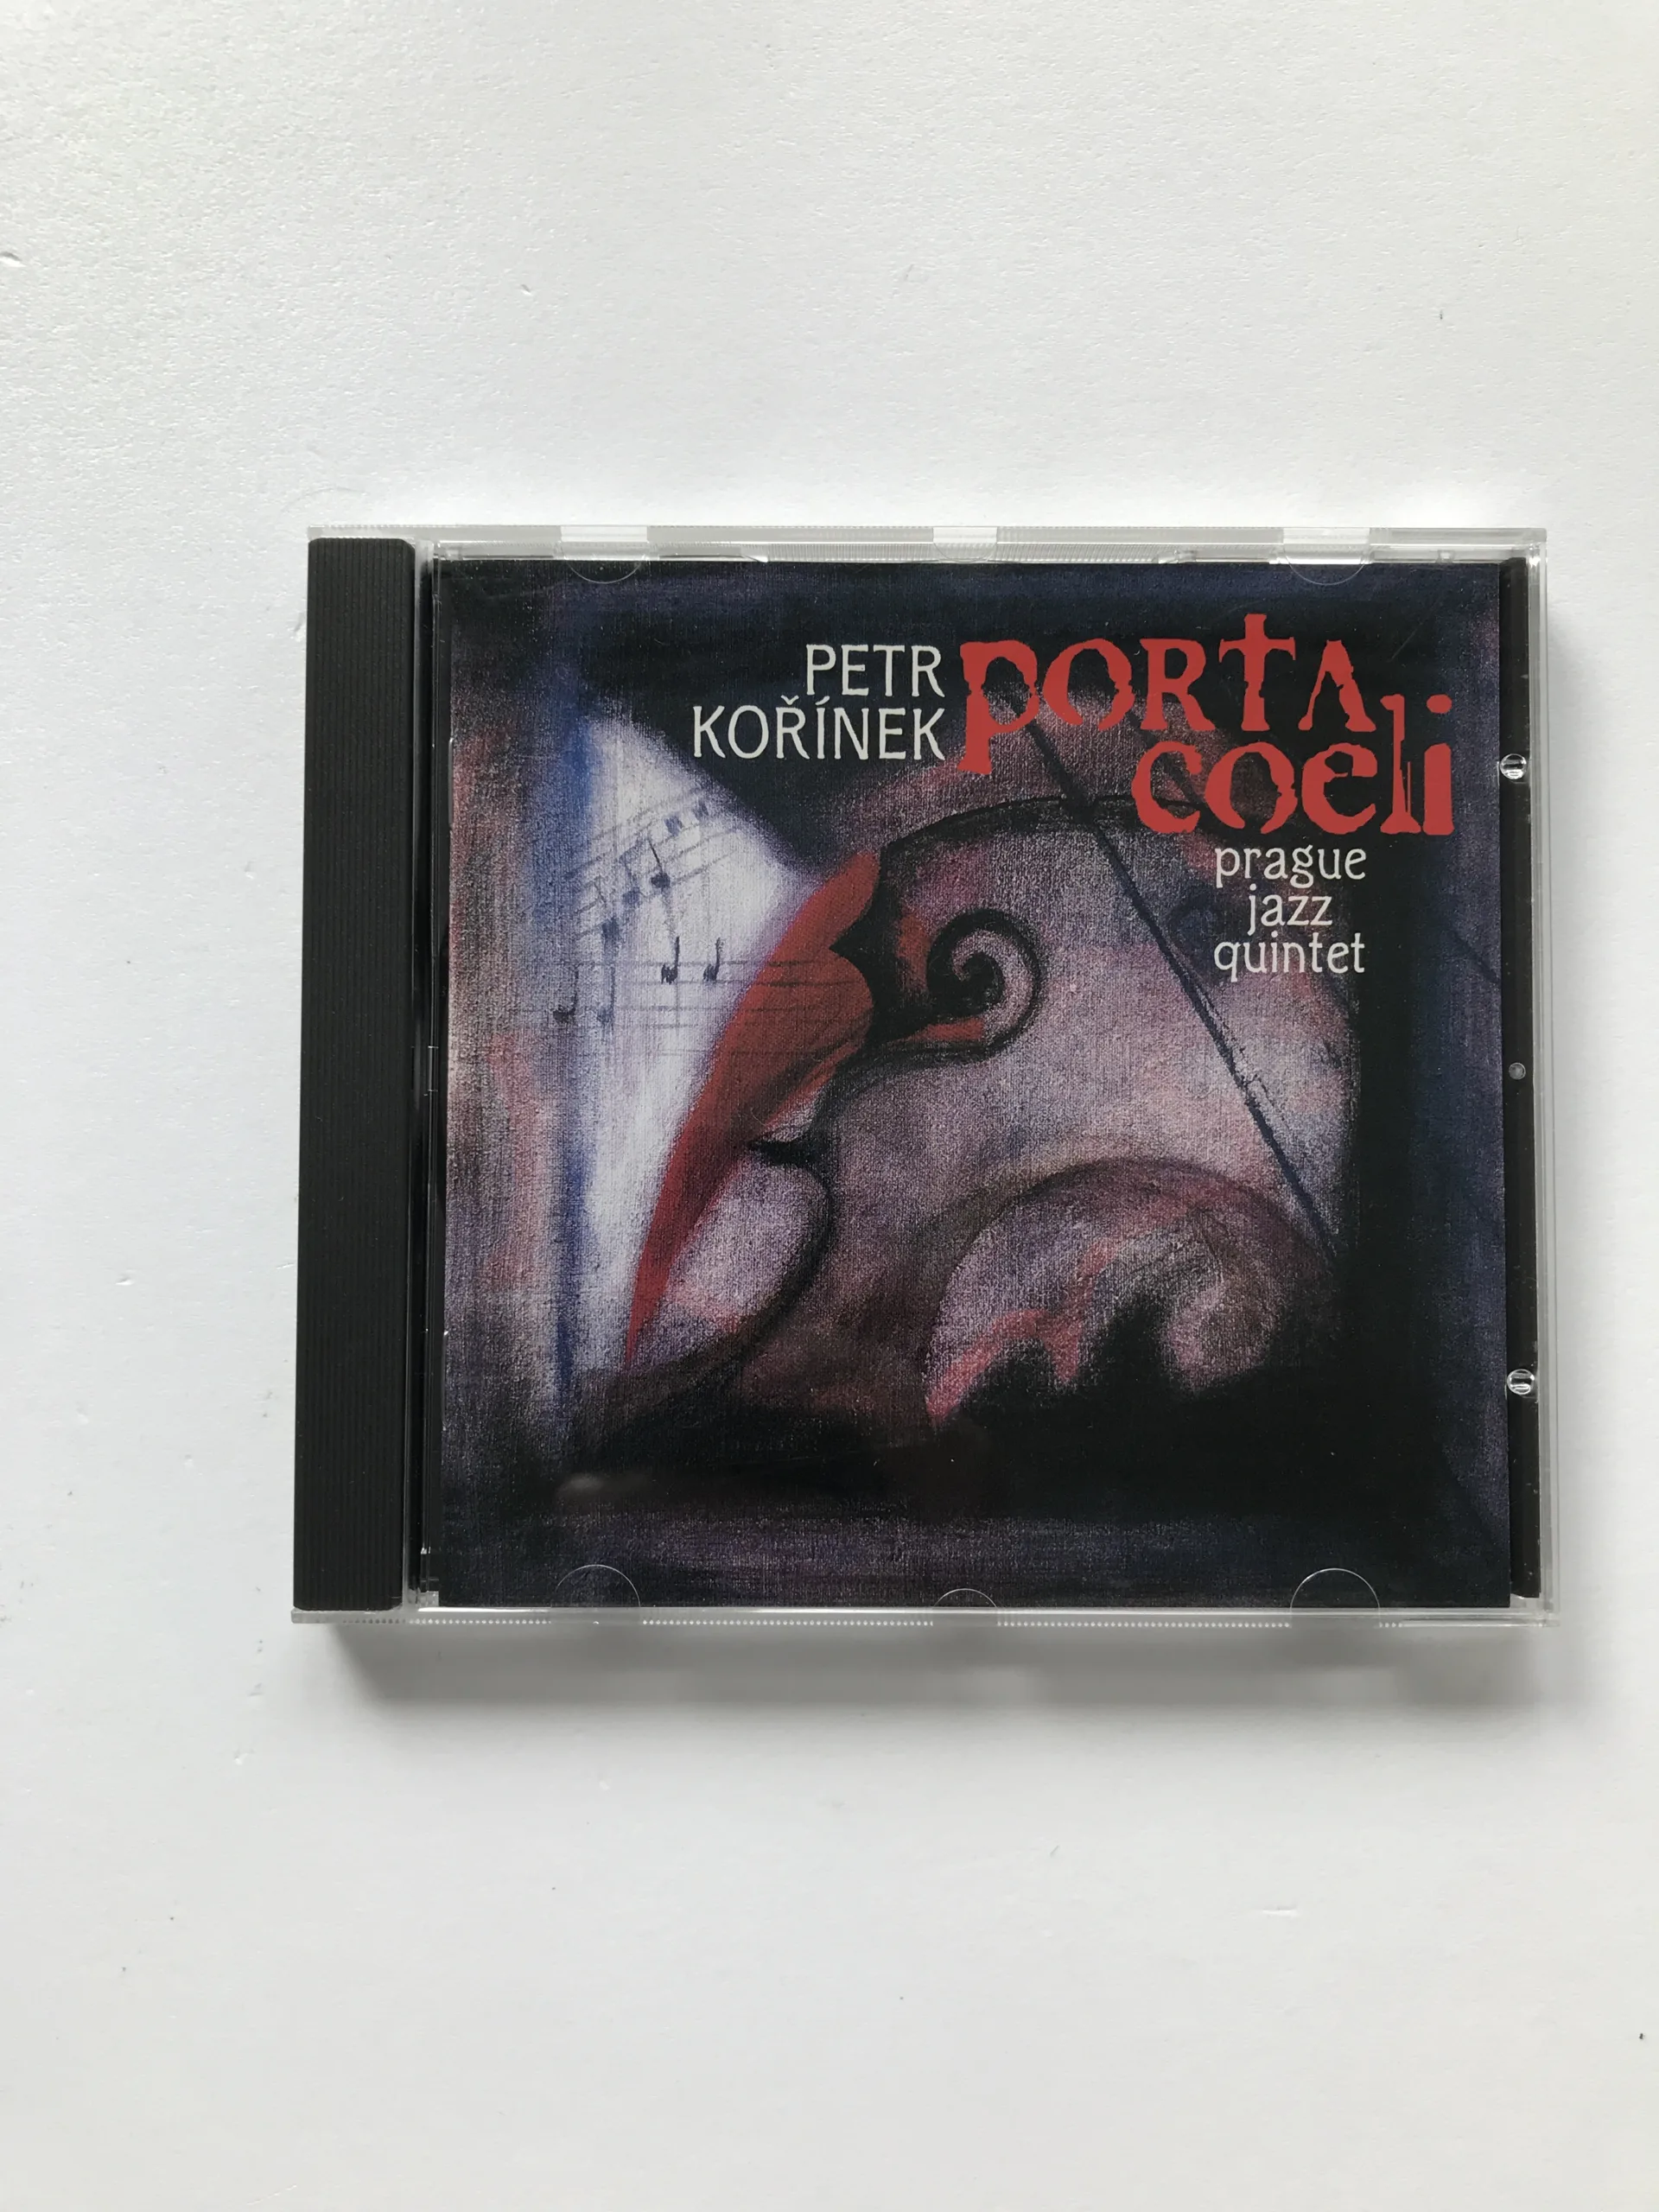 PETR
KOŘÍNEK
PORTA
coeli
prague
jazz
quintet